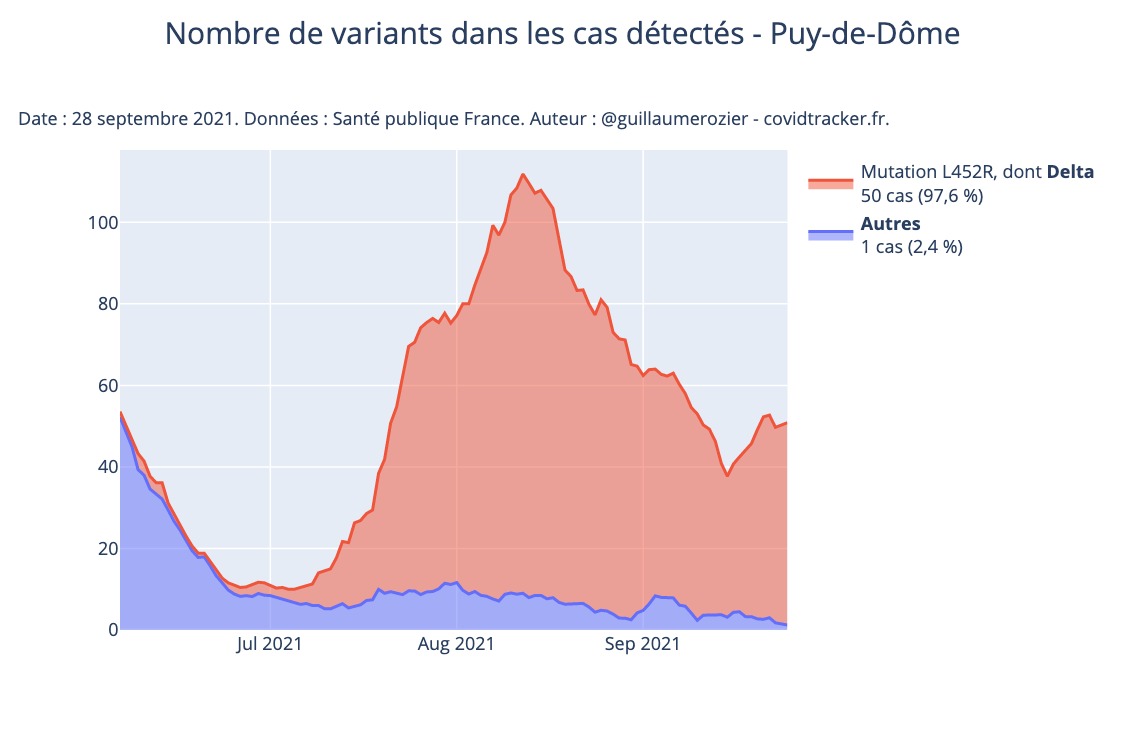 Nombre de variants dans les cas détectés - Puy-de-Dôme
Date : 28 septembre 2021. Données : Santé publique France. Auteur : @guillaumerozier - covidtracker.fr.
Mutation L452R, dont Delta
50 cas (97,6 %)
Autres
1 cas (2,4 %)
100
80
60
40
20
0
Jul 2021
Aug 2021
Sep 2021